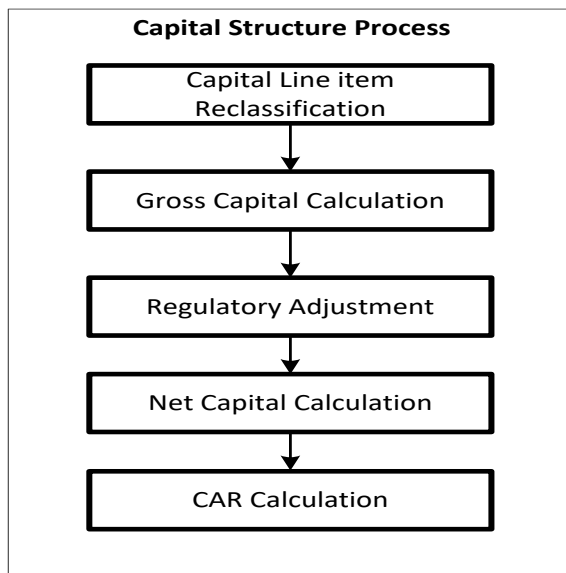 Capital Structure Process
Capital Line item
Reclassification
Gross Capital Calculation
Regulatory Adjustment
Net Capital Calculation
CAR Calculation